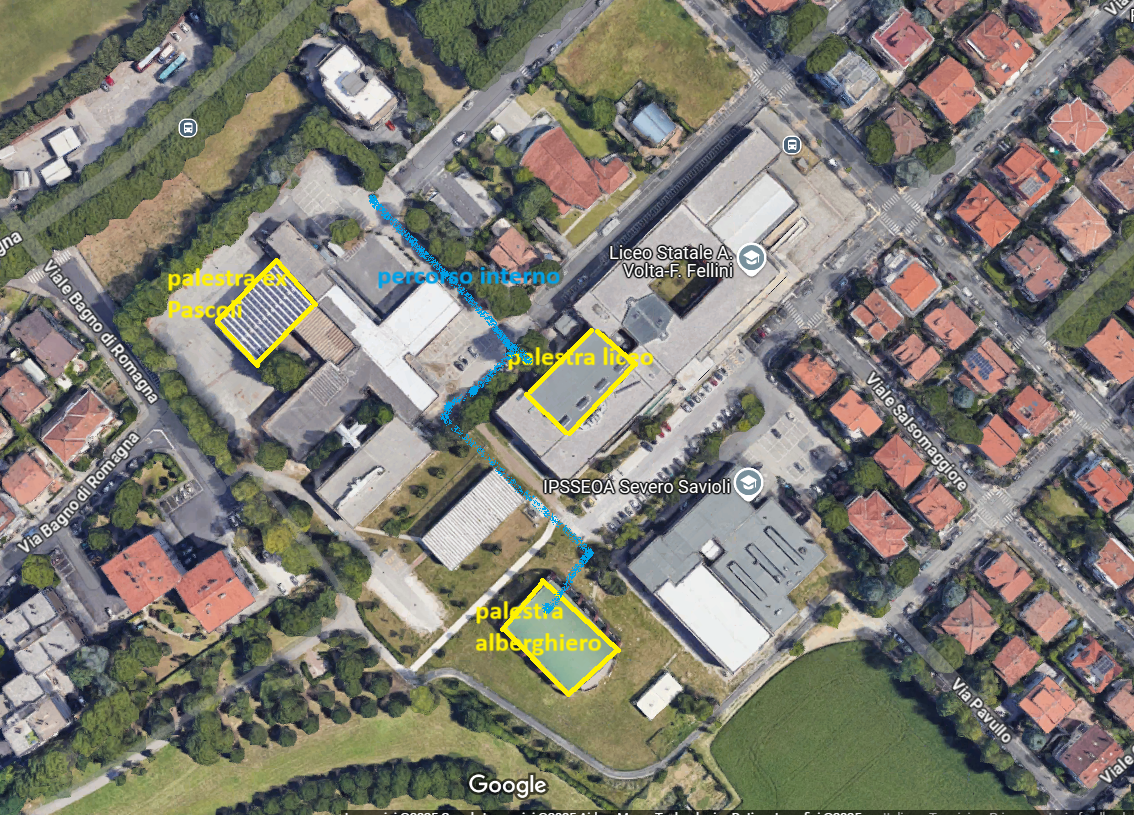 Viale Bagno di Romagna
Via Bagno di Romagna
palestra ex
Pascoli
percorso interno
Liceo Statale A.
Volta-F. Fellini
palestra liceo
Viale Salsomaggiore
IPSSEOA Severo Savioli
palestra
alberghiero
Via Pavullo
Google